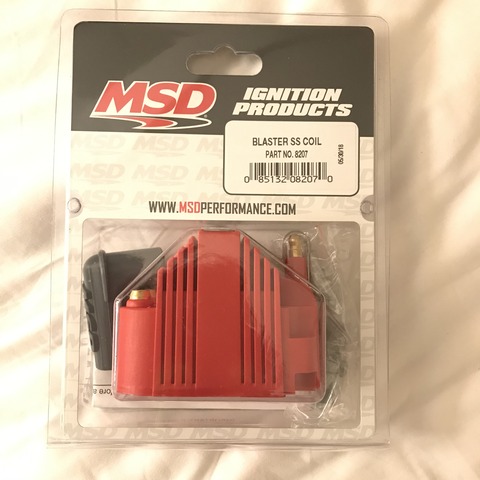 MSD
IGNITION
PRODUCTS
BLASTER SS COIL
PART NO. 8207
05/30/18
0 85132 08207 0
WWW.MSDPERFORMANCE.COM